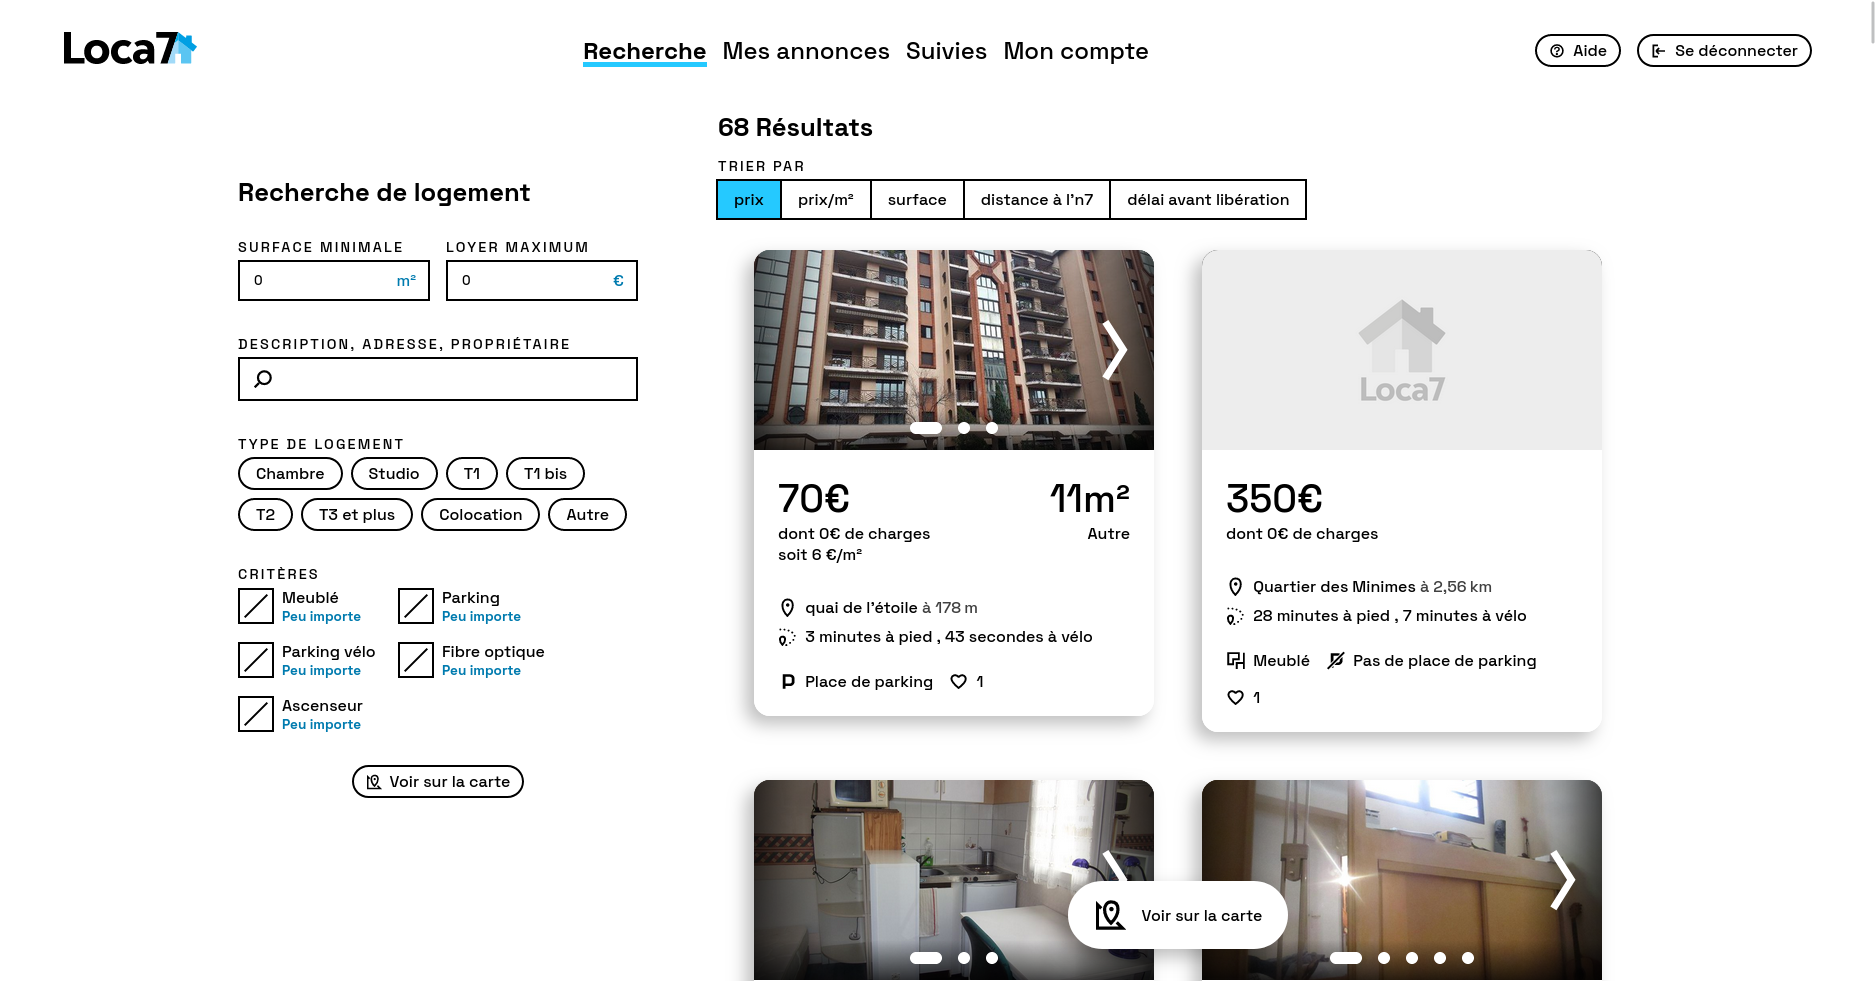 Loca7
Recherche Mes annonces Suivies Mon compte
Aide
Se déconnecter
Recherche de logement
SURFACE MINIMALE
0 m²
LOYER MAXIMUM
0 €
DESCRIPTION, ADRESSE, PROPRIÉTAIRE
TYPE DE LOGEMENT
Chambre Studio T1 T1 bis
T2 T3 et plus Colocation Autre
CRITÈRES
Meublé
Peu importe
Parking
Peu importe
Parking vélo
Peu importe
Fibre optique
Peu importe
Ascenseur
Peu importe
Voir sur la carte
68 Résultats
TRIER PAR
prix prix/m² surface distance à l'n7 délai avant libération
70€ 11m²
dont 0€ de charges Autre
soit 6 €/m²
quai de l'étoile à 178 m
3 minutes à pied , 43 secondes à vélo
Place de parking 1
Loca7
350€
dont 0€ de charges
Quartier des Minimes à 2,56 km
28 minutes à pied , 7 minutes à vélo
Meublé Pas de place de parking
1
Voir sur la carte